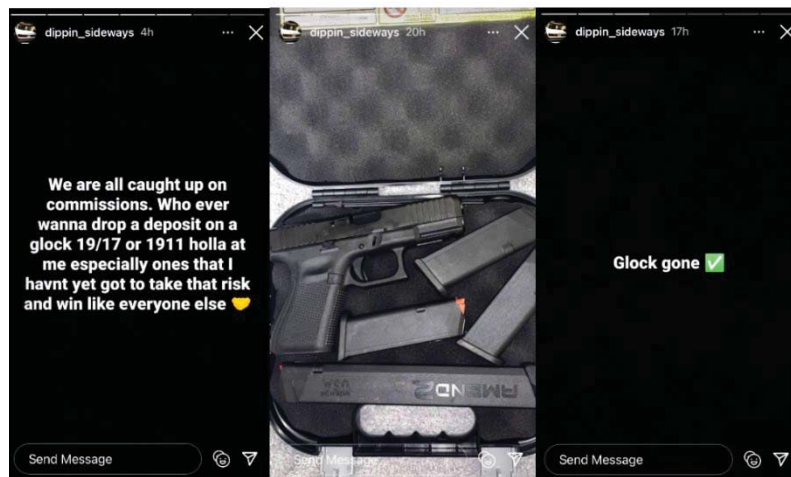 dippin_sideways 4h
We are all caught up on
commissions. Who ever
wanna drop a deposit on a
glock 19/17 or 1911 holla at
me especially ones that I
havnt yet got to take that risk
and win like everyone else 🤝
Send Message
dippin_sideways 20h
AMEND2
Send Message
dippin_sideways 17h
Glock gone ✅
Send Message